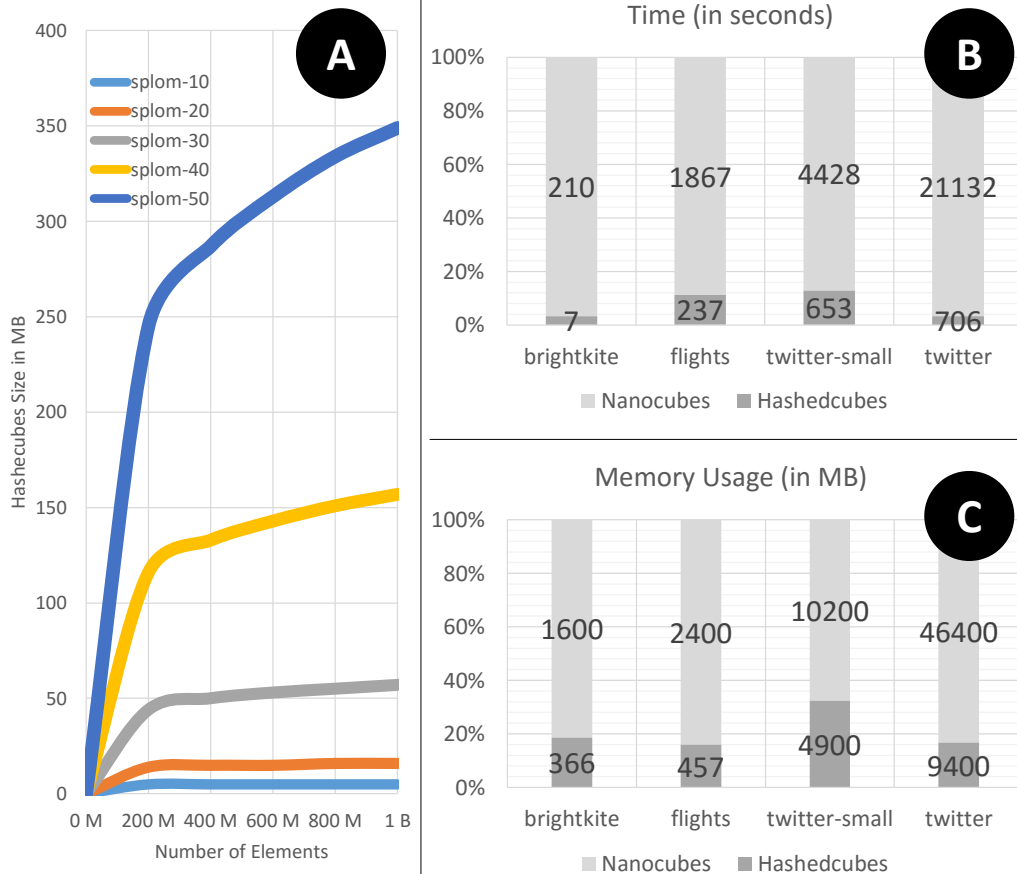 A
400
350
300
250
200
150
100
50
0
Hashecubes Size in MB
splom-10
splom-20
splom-30
splom-40
splom-50
0 M 200 M 400 M 600 M 800 M 1 B
Number of Elements
Time (in seconds)
B
100%
80%
60%
40%
20%
0%
210 1867 4428 21132
7 237 653 706
brightkite flights twitter-small twitter
Nanocubes Hashedcubes
Memory Usage (in MB)
C
100%
80%
60%
40%
20%
0%
1600 2400 10200 46400
366 457 4900 9400
brightkite flights twitter-small twitter
Nanocubes Hashedcubes